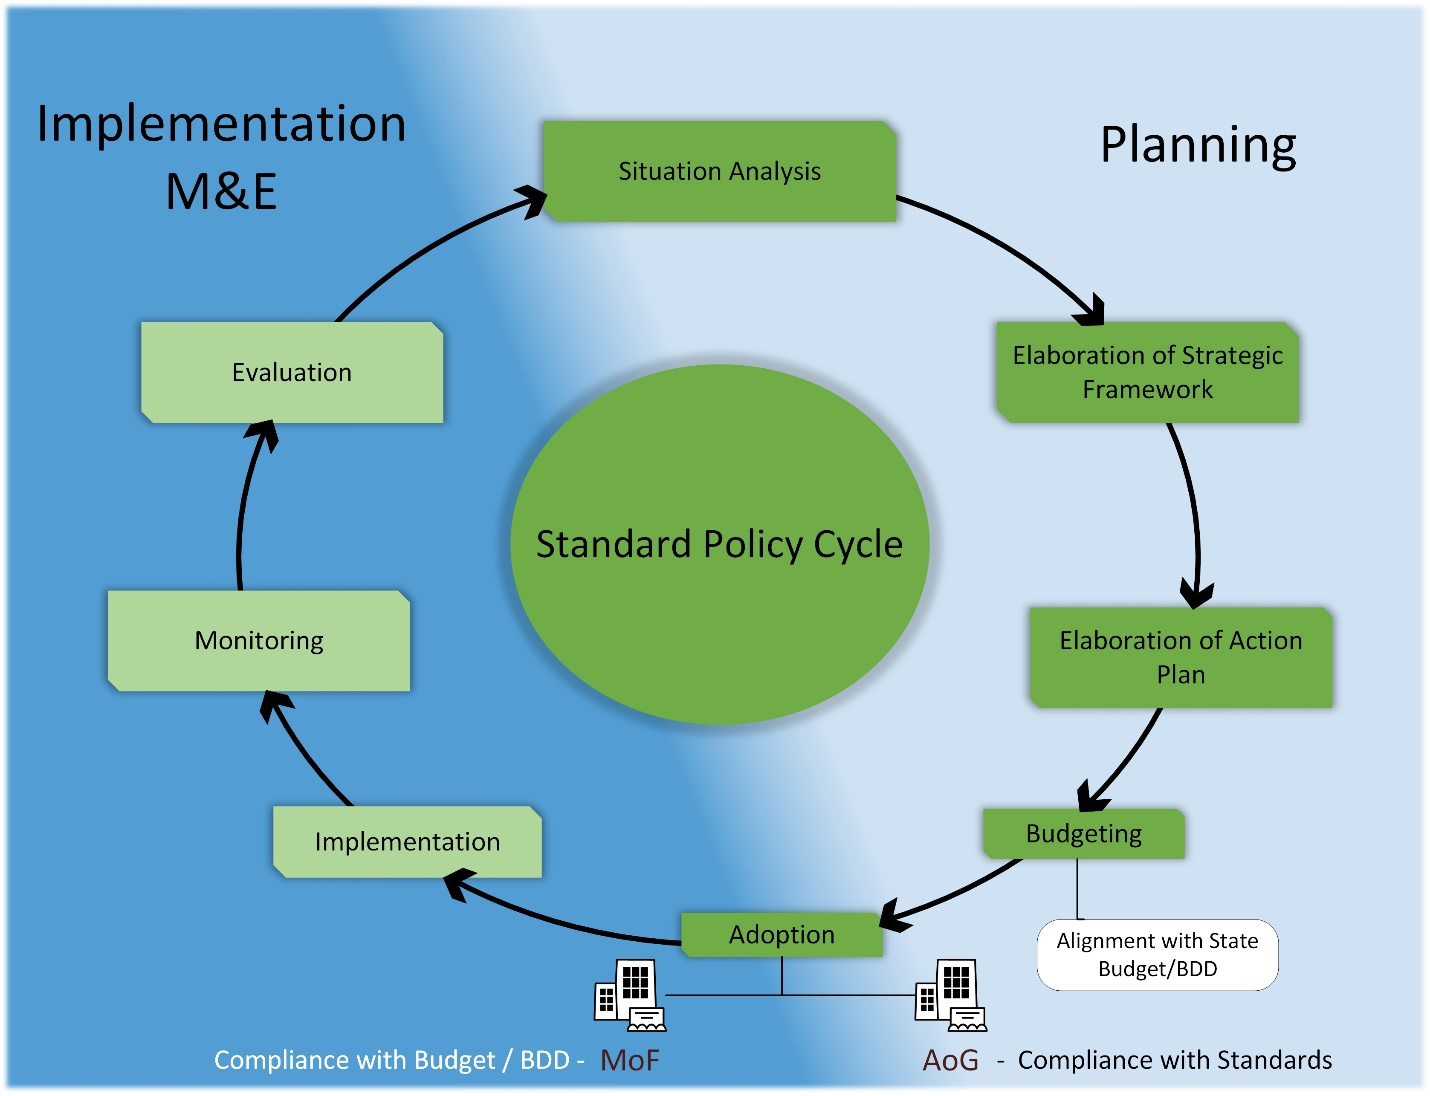 Implementation
M&E
Planning
Situation Analysis
Elaboration of Strategic
Framework
Elaboration of Action
Plan
Budgeting
Alignment with State
Budget/BDD
Adoption
Implementation
Monitoring
Evaluation
Standard Policy Cycle
Compliance with Budget / BDD - MoF
AoG - Compliance with Standards